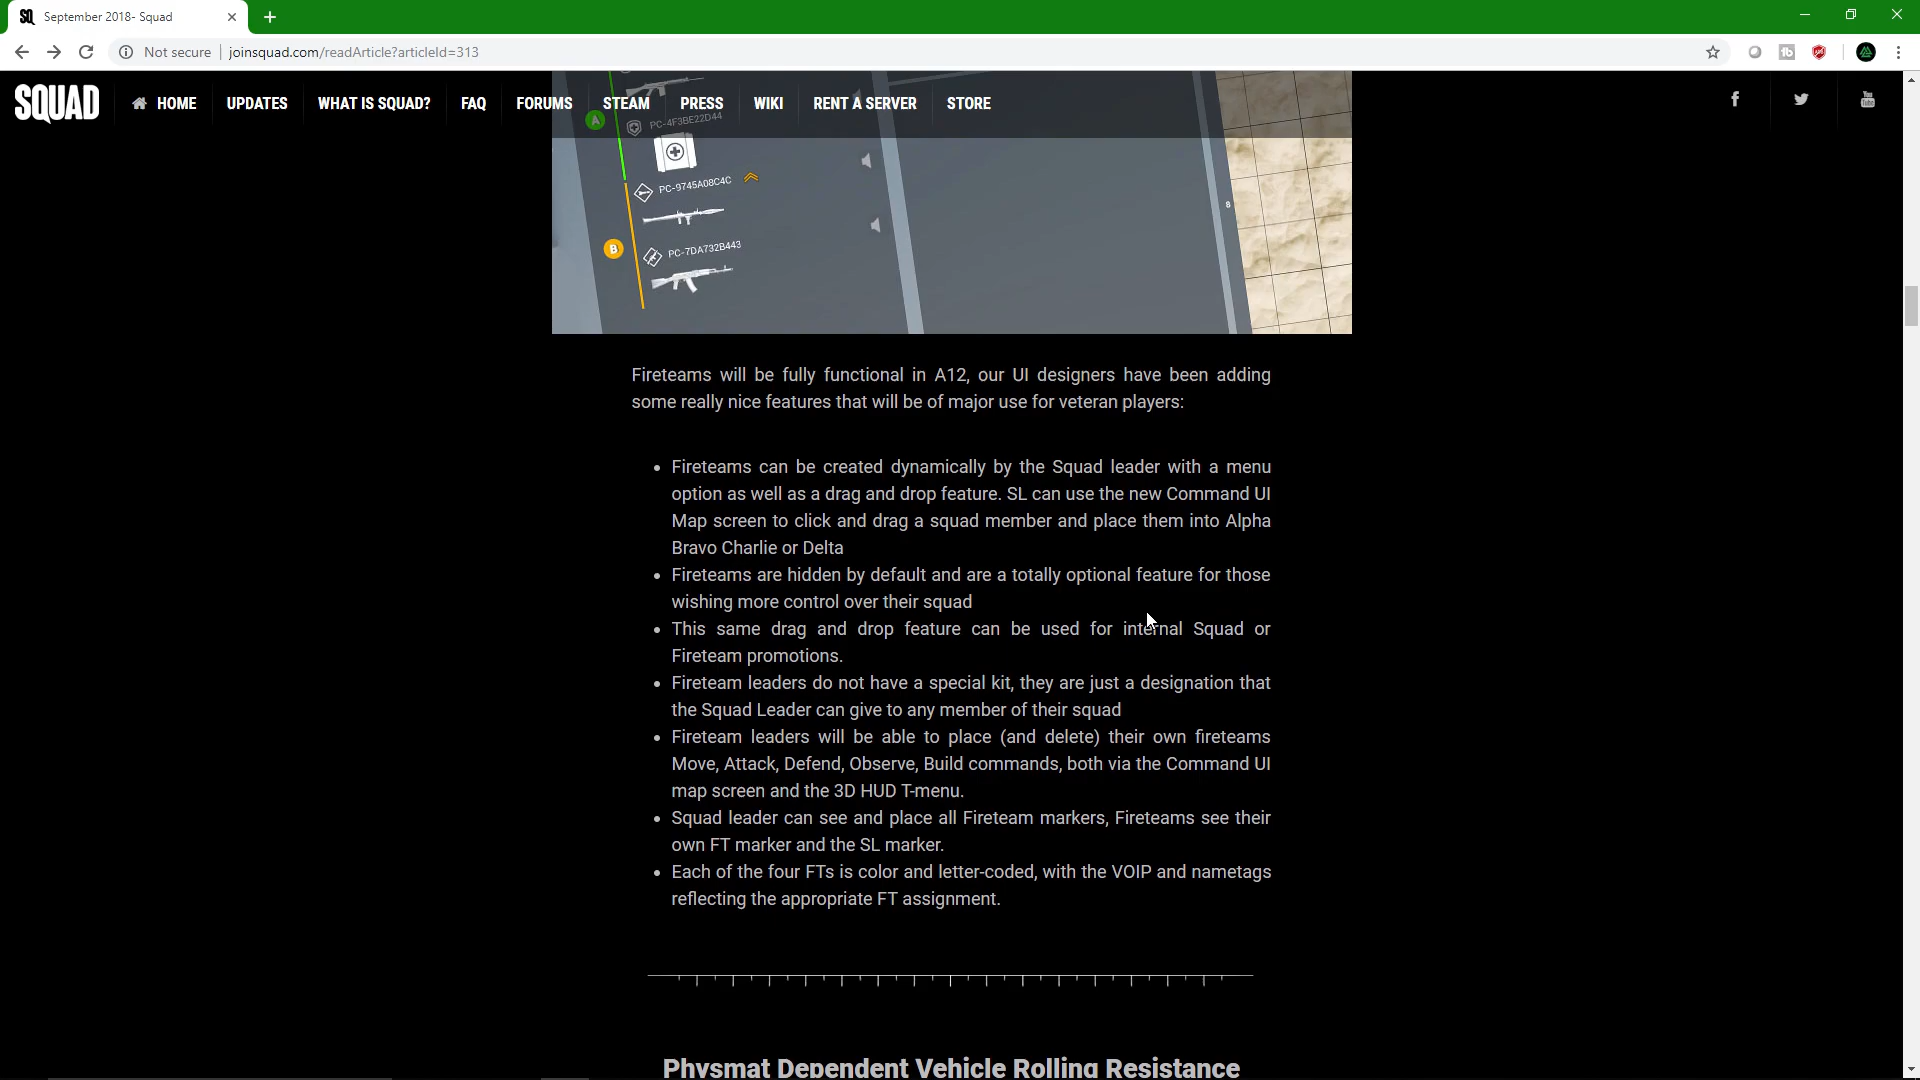 September 2018- Squad
Not secure
joinsquad.com/readArticle?articleId=313
SQUAD
HOME
UPDATES
WHAT IS SQUAD?
FAQ
FORUMS
STEAM
PRESS
WIKI
RENT A SERVER
STORE
A
PC-4F3BE22D44
PC-9745A08C4C
B
PC-7DA732B443
8
Fireteams will be fully functional in A12, our UI designers have been adding
some really nice features that will be of major use for veteran players:
Fireteams can be created dynamically by the Squad leader with a menu
option as well as a drag and drop feature. SL can use the new Command UI
Map screen to click and drag a squad member and place them into Alpha
Bravo Charlie or Delta
Fireteams are hidden by default and are a totally optional feature for those
wishing more control over their squad
This same drag and drop feature can be used for internal Squad or
Fireteam promotions.
Fireteam leaders do not have a special kit, they are just a designation that
the Squad Leader can give to any member of their squad
Fireteam leaders will be able to place (and delete) their own fireteams
Move, Attack, Defend, Observe, Build commands, both via the Command UI
map screen and the 3D HUD T-menu.
Squad leader can see and place all Fireteam markers, Fireteams see their
own FT marker and the SL marker.
Each of the four FTs is color and letter-coded, with the VOIP and nametags
reflecting the appropriate FT assignment.
Physmat Dependent Vehicle Rolling Resistance